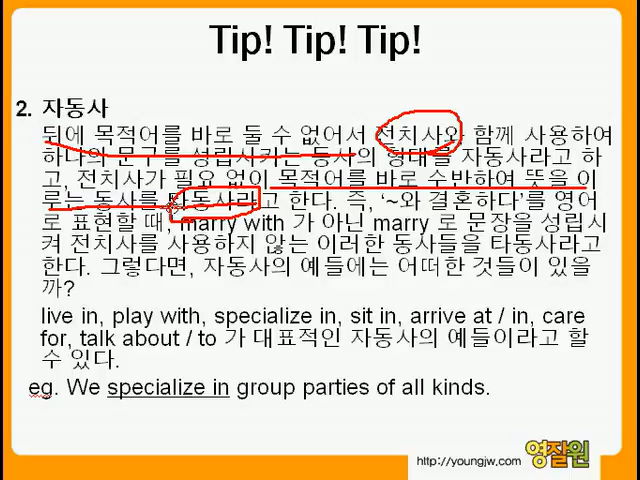 Tip! Tip! Tip!
2. 자동사
뒤에 목적어를 바로 둘 수 없어서 전치사와 함께 사용하여
하나의 문구를 성립시키는 동사의 형태를 자동사라고 하
고, 전치사가 필요 없이 목적어를 바로 수반하여 뜻을 이
루는 동사를 타동사라고 한다. 즉, '~와 결혼하다'를 영어
로 표현할 때, marry with 가 아닌 marry 로 문장을 성립시
켜 전치사를 사용하지 않는 이러한 동사들을 타동사라고
한다. 그렇다면, 자동사의 예들에는 어떠한 것들이 있을
까?
live in, play with, specialize in, sit in, arrive at / in, care
for, talk about / to 가 대표적인 자동사의 예들이라고 할
수 있다.
eg. We specialize in group parties of all kinds.
http://youngjw.com/ 영잘원